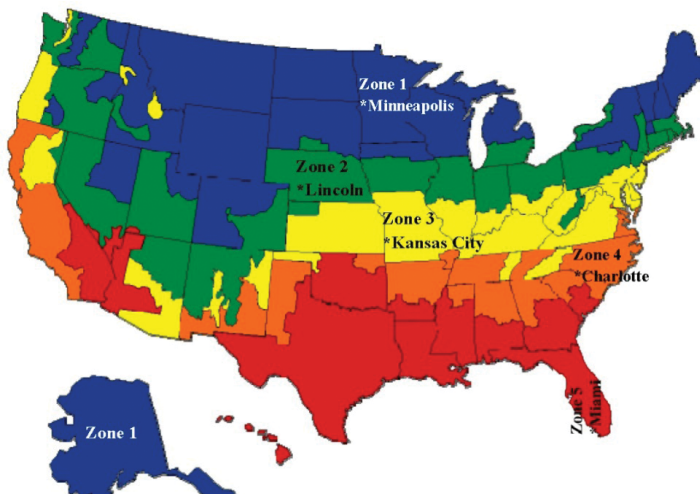 Zone 1
*Minneapolis
Zone 2
*Lincoln
Zone 3
*Kansas City
Zone 4
*Charlotte
Zone 5
*Miami
Zone 1